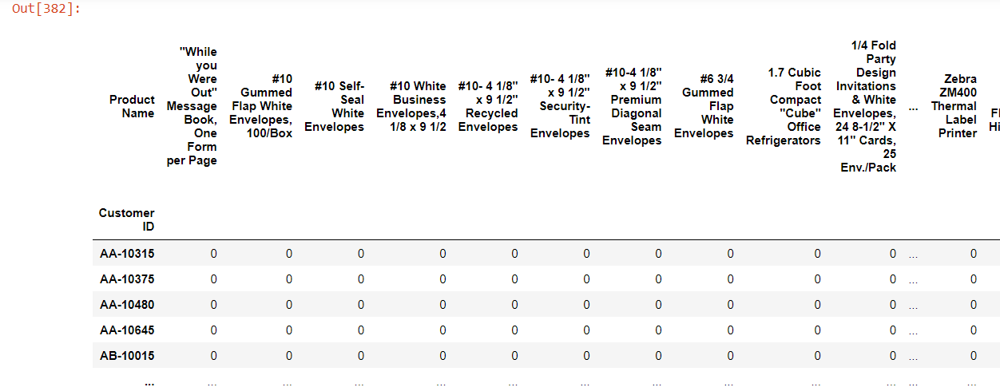 Out[382]:
Product Name "While you Were Out" Message Book, One Form per Page #10 Gummed Flap White Envelopes, 100/Box #10 Self-Seal White Envelopes #10 White Business Envelopes,4 1/8 x 9 1/2 #10- 4 1/8" x 9 1/2" Recycled Envelopes #10- 4 1/8" x 9 1/2" Security-Tint Envelopes #10-4 1/8" x 9 1/2" Premium Diagonal Seam Envelopes #6 3/4 Gummed Flap White Envelopes 1.7 Cubic Foot Compact "Cube" Office Refrigerators 1/4 Fold Party Design Invitations & White Envelopes, 24 8-1/2" X 11" Cards, 25 Env./Pack ... Zebra ZM400 Thermal Label Printer
Customer ID
AA-10315 0 0 0 0 0 0 0 0 0 0 ... 0
AA-10375 0 0 0 0 0 0 0 0 0 0 ... 0
AA-10480 0 0 0 0 0 0 0 0 0 0 ... 0
AA-10645 0 0 0 0 0 0 0 0 0 0 ... 0
AB-10015 0 0 0 0 0 0 0 0 0 0 ... 0
... ... ... ... ... ... ... ... ... ... ... ... ...